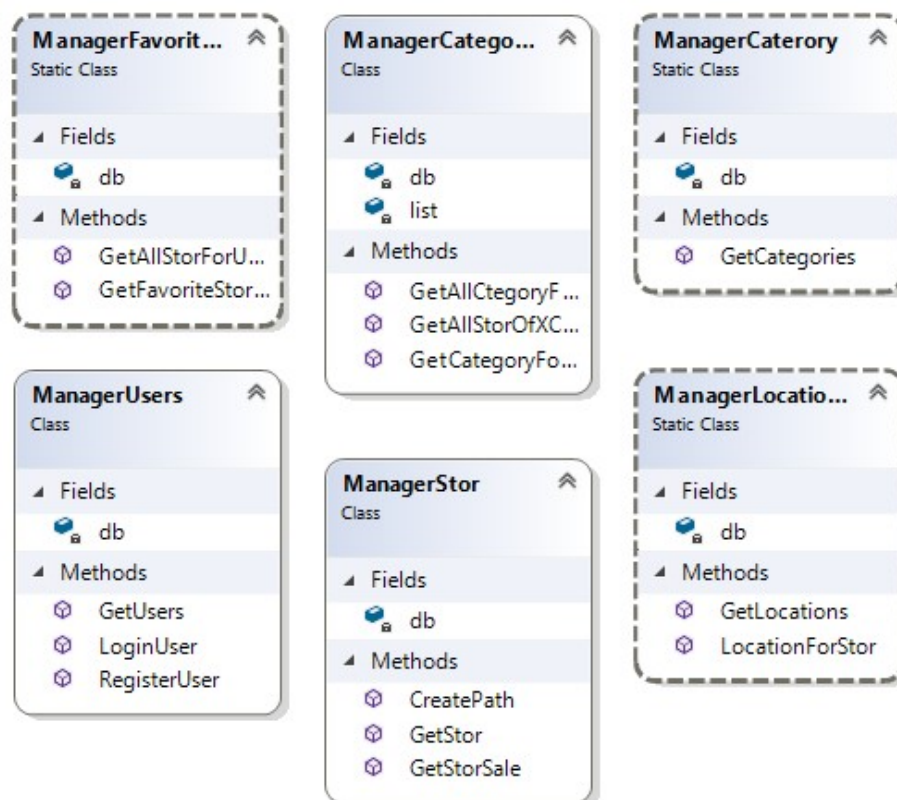 ManagerFavorit...
Static Class
Fields
db
Methods
GetAllStorForU...
GetFavoriteStor...
ManagerCatego...
Class
Fields
db
list
Methods
GetAllCtegoryF...
GetAllStorOfXC...
GetCategoryFo...
ManagerCaterory
Static Class
Fields
db
Methods
GetCategories
ManagerUsers
Class
Fields
db
Methods
GetUsers
LoginUser
RegisterUser
ManagerStor
Class
Fields
db
Methods
CreatePath
GetStor
GetStorSale
ManagerLocatio...
Static Class
Fields
db
Methods
GetLocations
LocationForStor